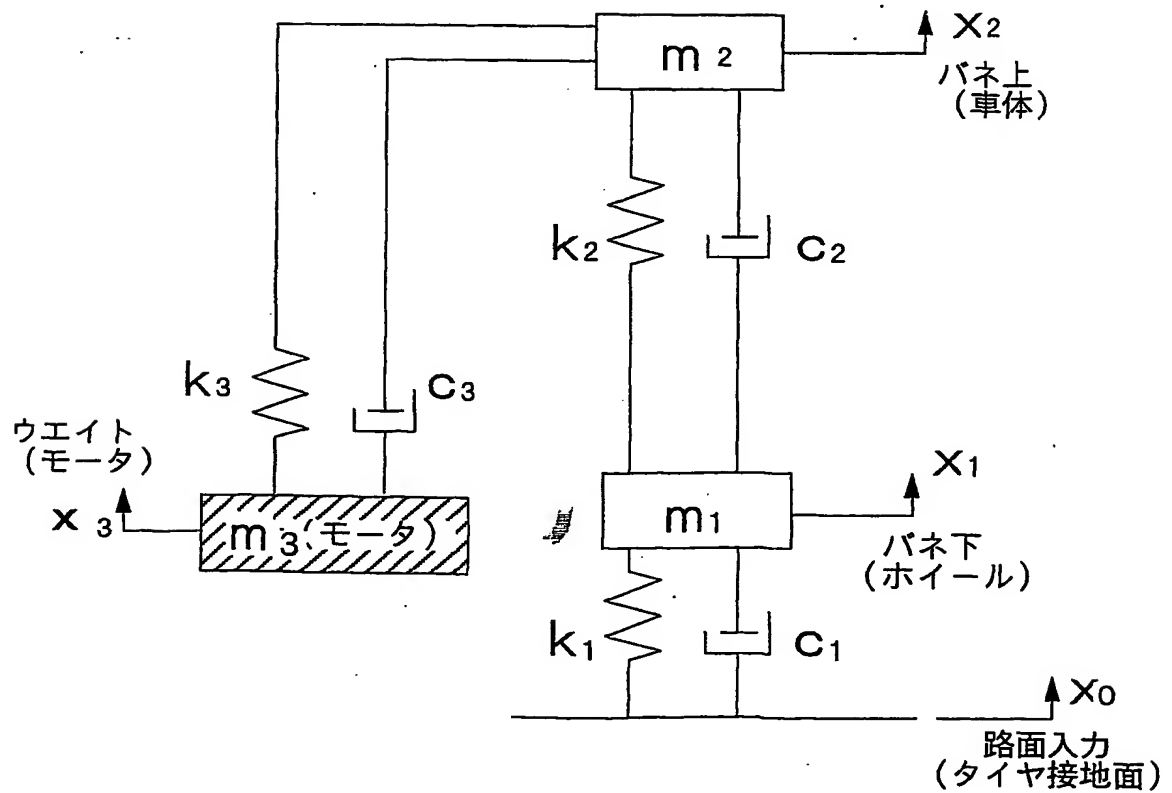 m2
x2
バネ上
(車体)
k2
c2
k3
c3
ウエイト
(モータ)
x3
m3(モータ)
m1
x1
バネ下
(ホイール)
k1
c1
x0
路面入力
(タイヤ接地面)